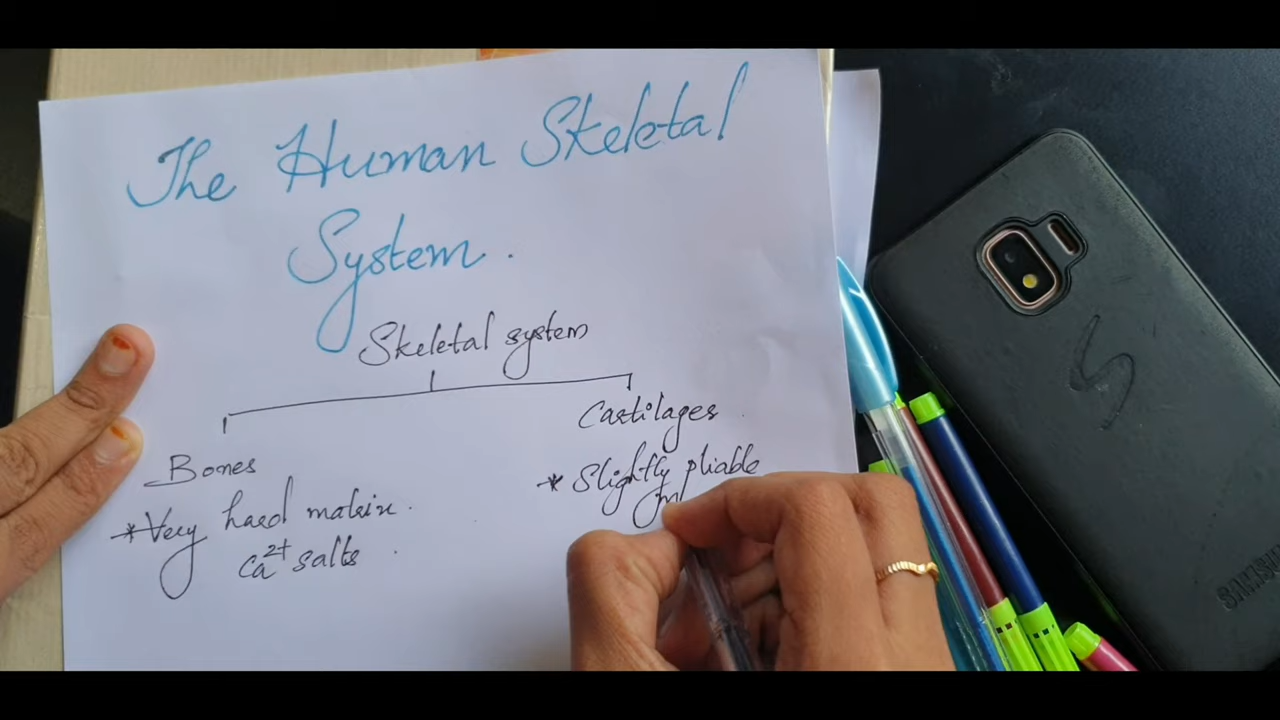 The Human Skeletal
System.
Skeletal system
Bones
*Very hard matrix.
Ca²⁺ salts
Cartilages
* Slightly pliable
m
S
SAMSUNG